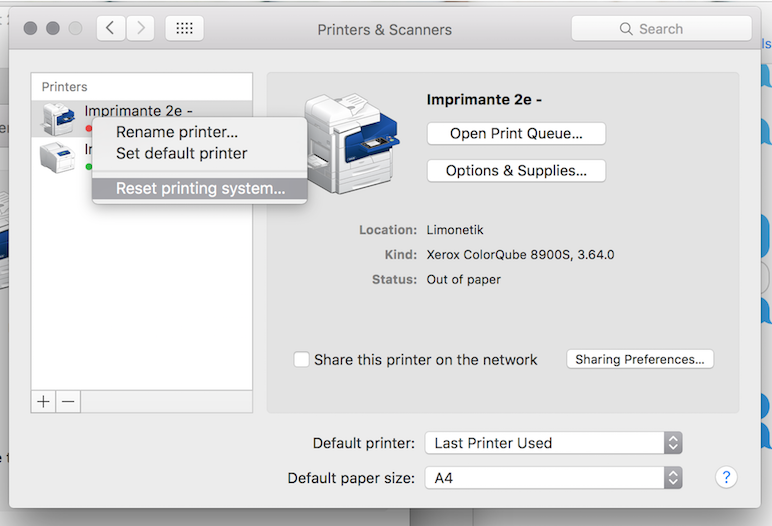 Printers & Scanners
Search
Printers
Imprimante 2e -
Rename printer...
Set default printer
Reset printing system...
Imprimante 2e -
Open Print Queue...
Options & Supplies...
Location: Limonetik
Kind: Xerox ColorQube 8900S, 3.64.0
Status: Out of paper
Share this printer on the network
Sharing Preferences...
+ −
Default printer: Last Printer Used
Default paper size: A4
?